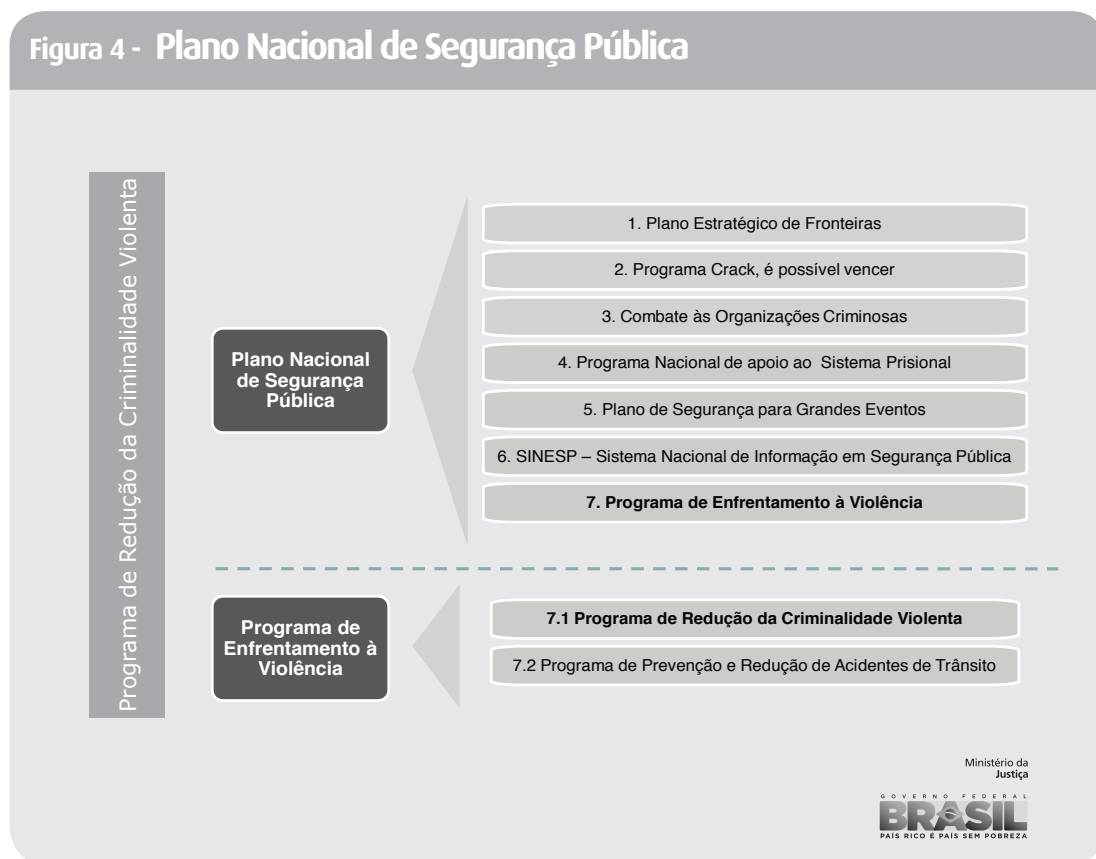 Figura 4 - Plano Nacional de Segurança Pública
Programa de Redução da Criminalidade Violenta
Plano Nacional
de Segurança
Pública
1. Plano Estratégico de Fronteiras
2. Programa Crack, é possível vencer
3. Combate às Organizações Criminosas
4. Programa Nacional de apoio ao Sistema Prisional
5. Plano de Segurança para Grandes Eventos
6. SINESP – Sistema Nacional de Informação em Segurança Pública
7. Programa de Enfrentamento à Violência
Programa de
Enfrentamento à
Violência
7.1 Programa de Redução da Criminalidade Violenta
7.2 Programa de Prevenção e Redução de Acidentes de Trânsito
Ministério da
Justiça
GOVERNO FEDERAL
BRASIL
PAÍS RICO É PAÍS SEM POBREZA